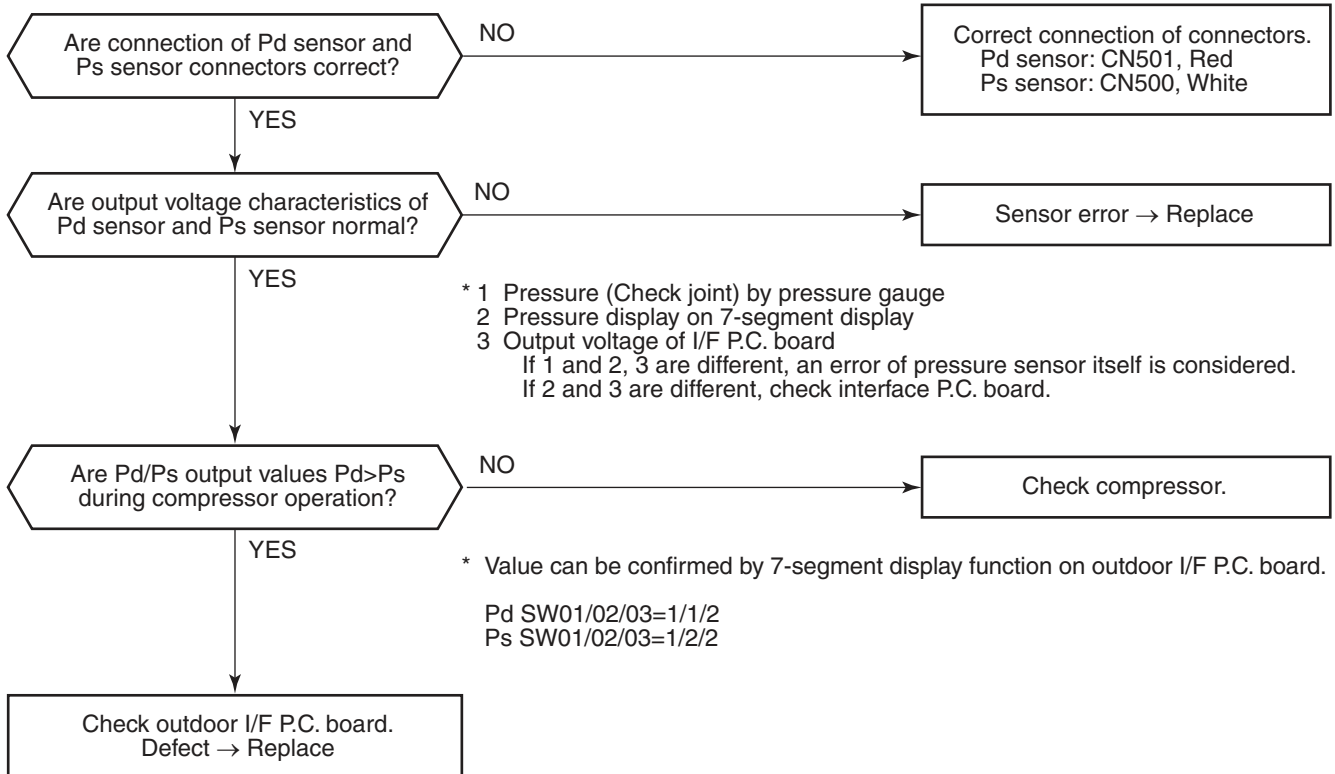 Are connection of Pd sensor and
Ps sensor connectors correct?
NO
Correct connection of connectors.
Pd sensor: CN501, Red
Ps sensor: CN500, White
YES
Are output voltage characteristics of
Pd sensor and Ps sensor normal?
NO
Sensor error → Replace
YES
* 1 Pressure (Check joint) by pressure gauge
2 Pressure display on 7-segment display
3 Output voltage of I/F P.C. board
If 1 and 2, 3 are different, an error of pressure sensor itself is considered.
If 2 and 3 are different, check interface P.C. board.
Are Pd/Ps output values Pd>Ps
during compressor operation?
NO
Check compressor.
YES
* Value can be confirmed by 7-segment display function on outdoor I/F P.C. board.
Pd SW01/02/03=1/1/2
Ps SW01/02/03=1/2/2
Check outdoor I/F P.C. board.
Defect → Replace